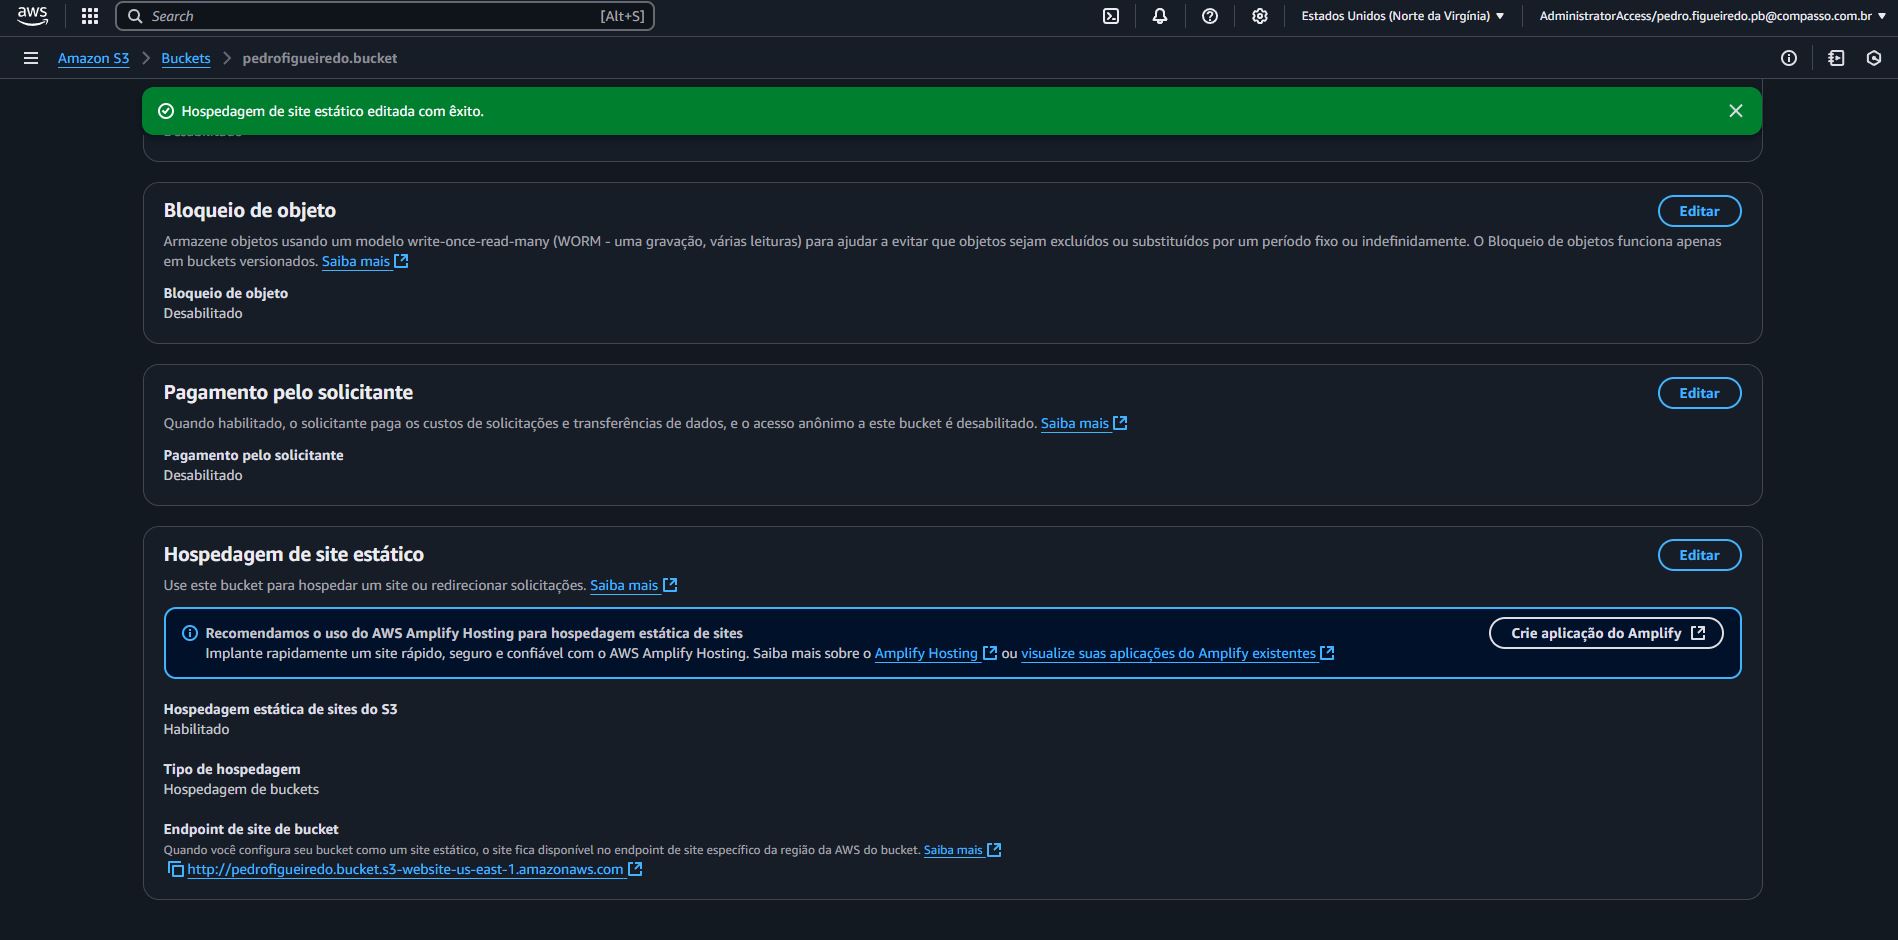 aws
Search [Alt+S]
Estados Unidos (Norte da Virgínia)
AdministratorAccess/pedro.figueiredo.pb@compasso.com.br
Amazon S3 > Buckets > pedrofigueiredo.bucket
Hospedagem de site estático editada com êxito.
Bloqueio de objeto
Editar
Armazene objetos usando um modelo write-once-read-many (WORM - uma gravação, várias leituras) para ajudar a evitar que objetos sejam excluídos ou substituídos por um período fixo ou indefinidamente. O Bloqueio de objetos funciona apenas
em buckets versionados. Saiba mais
Bloqueio de objeto
Desabilitado
Pagamento pelo solicitante
Editar
Quando habilitado, o solicitante paga os custos de solicitações e transferências de dados, e o acesso anônimo a este bucket é desabilitado. Saiba mais
Pagamento pelo solicitante
Desabilitado
Hospedagem de site estático
Editar
Use este bucket para hospedar um site ou redirecionar solicitações. Saiba mais
Recomendamos o uso do AWS Amplify Hosting para hospedagem estática de sites
Implante rapidamente um site rápido, seguro e confiável com o AWS Amplify Hosting. Saiba mais sobre o Amplify Hosting ou visualize suas aplicações do Amplify existentes
Crie aplicação do Amplify
Hospedagem estática de sites do S3
Habilitado
Tipo de hospedagem
Hospedagem de buckets
Endpoint de site de bucket
Quando você configura seu bucket como um site estático, o site fica disponível no endpoint de site específico da região da AWS do bucket. Saiba mais
http://pedrofigueiredo.bucket.s3-website-us-east-1.amazonaws.com